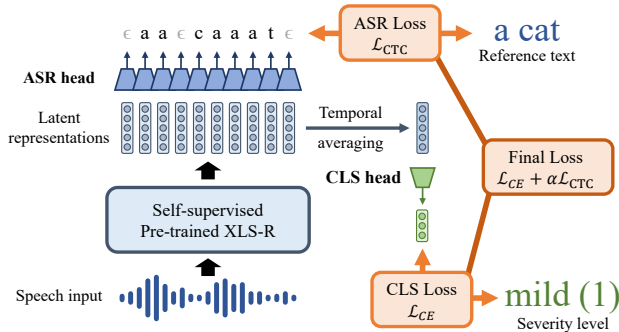 ϵ a a ϵ c a a a t ϵ
ASR Loss
ℒCTC
a cat
Reference text
ASR head
Latent
representations
Temporal
averaging
CLS head
Final Loss
ℒCE + αℒCTC
Self-supervised
Pre-trained XLS-R
Speech input
CLS Loss
ℒCE
mild (1)
Severity level